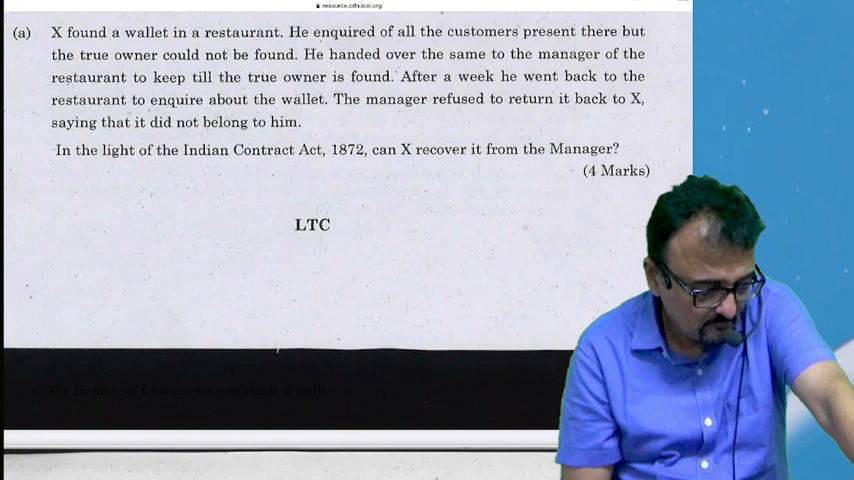 resource.cdn.icai.org
(a) X found a wallet in a restaurant. He enquired of all the customers present there but
the true owner could not be found. He handed over the same to the manager of the
restaurant to keep till the true owner is found. After a week he went back to the
restaurant to enquire about the wallet. The manager refused to return it back to X,
saying that it did not belong to him.
In the light of the Indian Contract Act, 1872, can X recover it from the Manager?
(4 Marks)
LTC
The Institute of Chartered Accountants of India